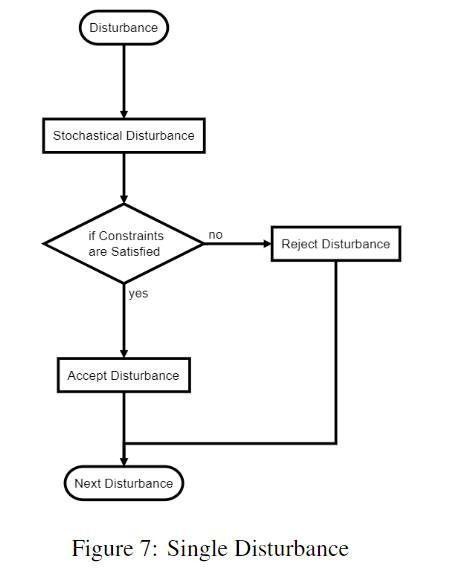 Disturbance
Stochastical Disturbance
if Constraints
are Satisfied
no
Reject Disturbance
yes
Accept Disturbance
Next Disturbance
Figure 7: Single Disturbance